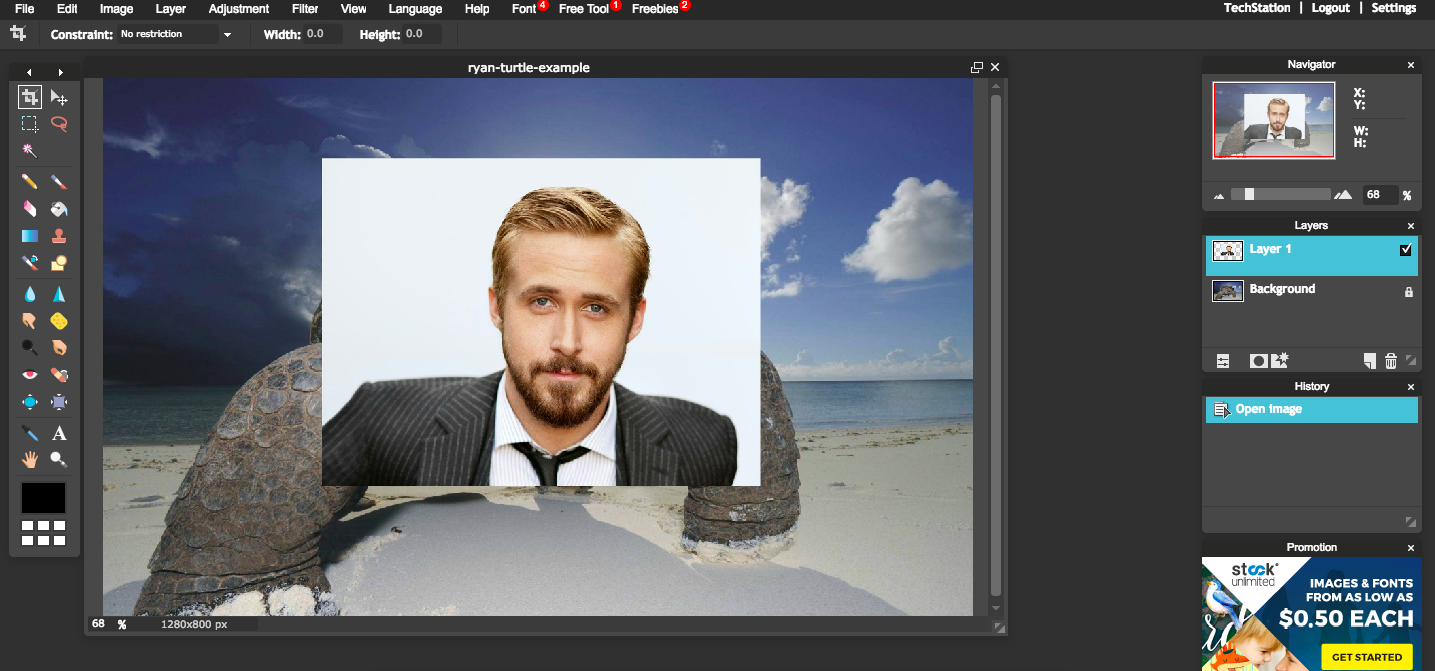 File Edit Image Layer Adjustment Filter View Language Help Font 4 Free Tool 1 Freebies 2 TechStation | Logout | Settings
Constraint: No restriction Width: 0.0 Height: 0.0
ryan-turtle-example
Navigator
X:
Y:
W:
H:
68 %
Layers
Layer 1
Background
History
Open image
A
68 % 1280x800 px
Promotion
stock
unlimited
IMAGES & FONTS
FROM AS LOW AS
$0.50 EACH
GET STARTED